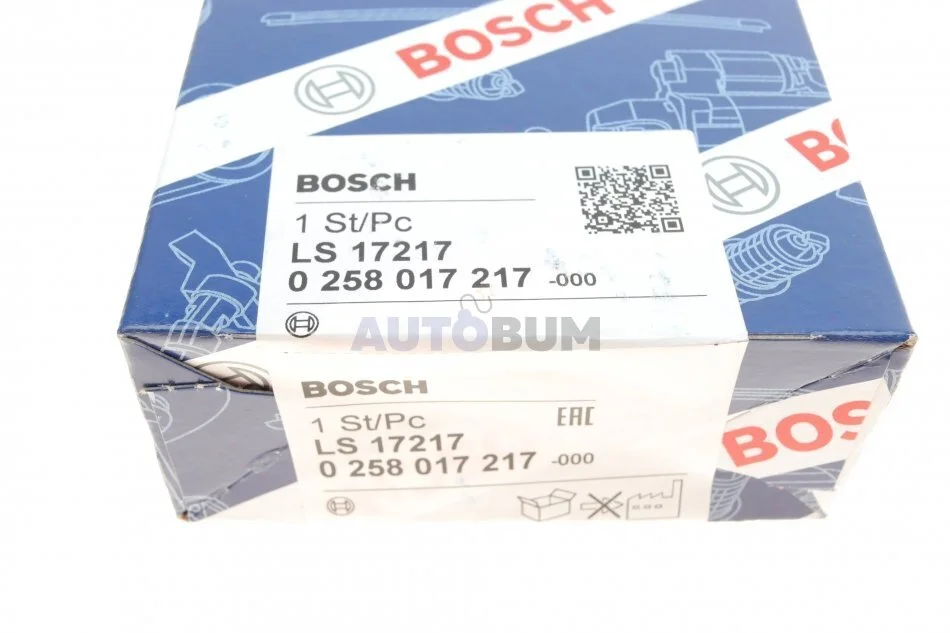 BOSCH
BOSCH
1 St/Pc
LS 17217
0 258 017 217 -000
AUTOBUM
BOSCH
1 St/Pc
EAC
LS 17217
0 258 017 217 -000
BOS